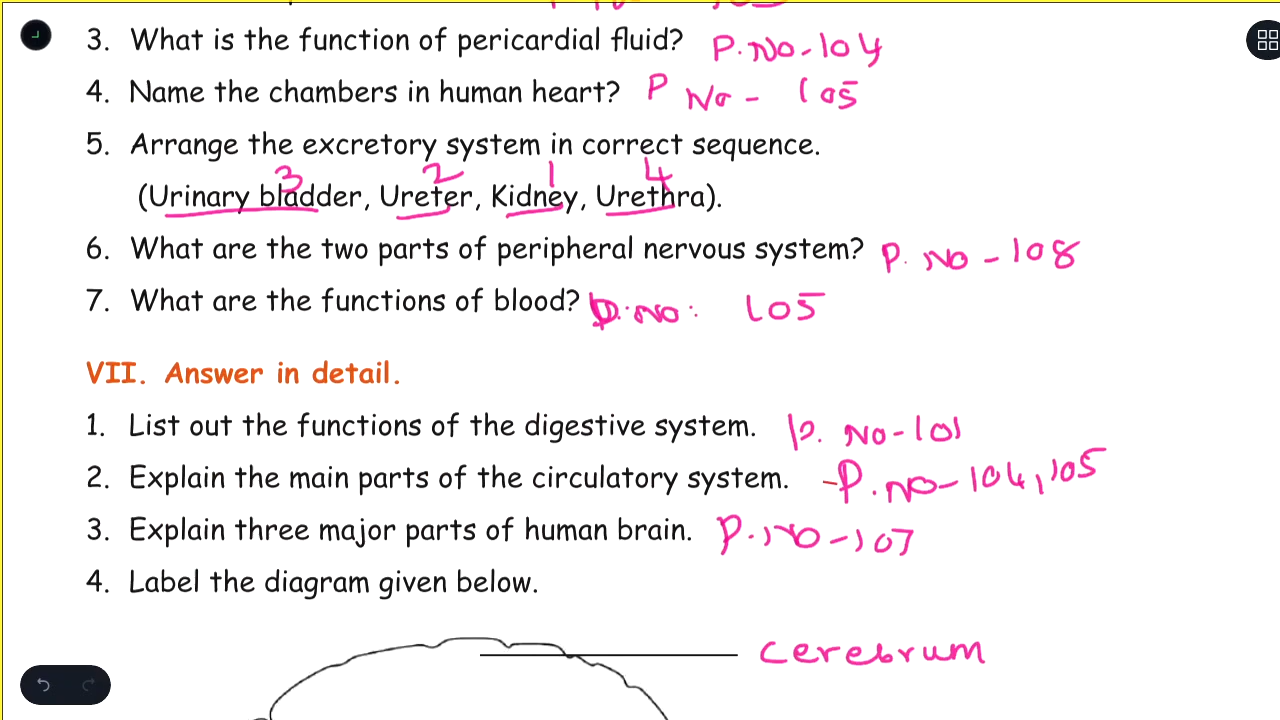 3. What is the function of pericardial fluid? P.No-104
4. Name the chambers in human heart? P No - 105
5. Arrange the excretory system in correct sequence.
3 2 1 4
(Urinary bladder, Ureter, Kidney, Urethra).
6. What are the two parts of peripheral nervous system? P. No - 108
7. What are the functions of blood? P.No: 105
VII. Answer in detail.
1. List out the functions of the digestive system. P. No-101
2. Explain the main parts of the circulatory system. -P.No-104,105
3. Explain three major parts of human brain. P.No-107
4. Label the diagram given below.
cerebrum